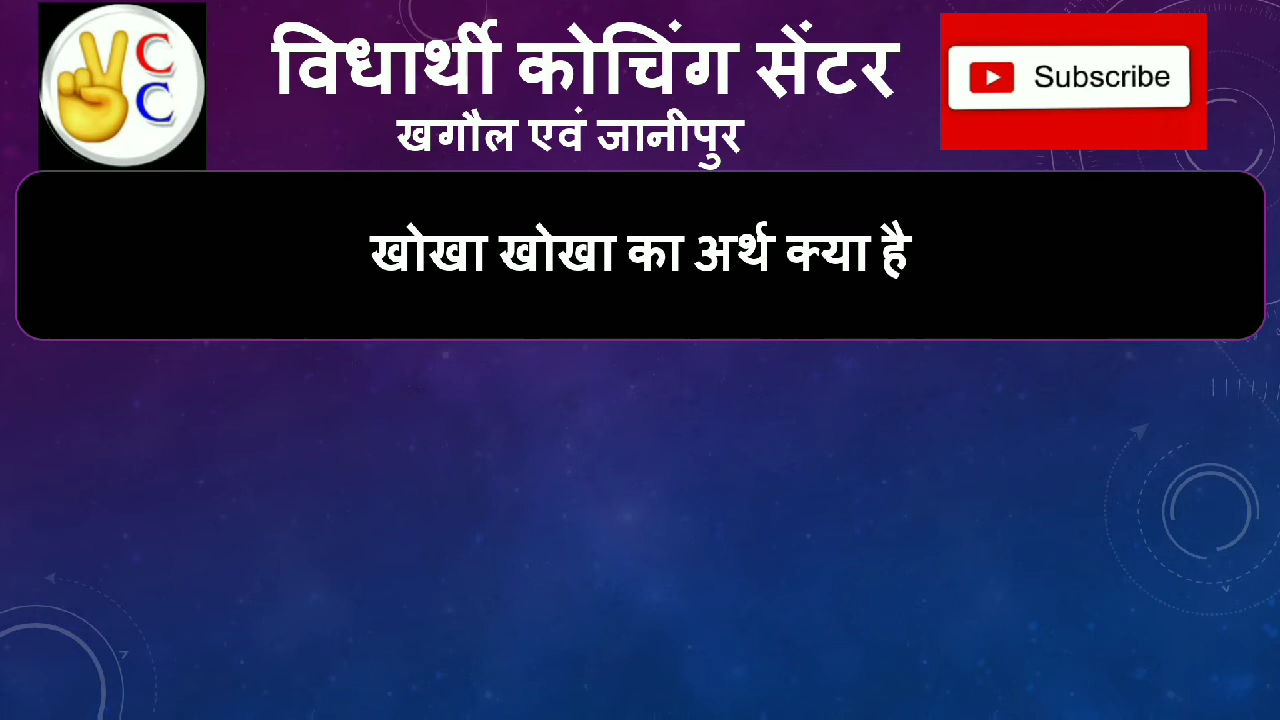 C
C
विधार्थी कोचिंग सेंटर
खगौल एवं जानीपुर
Subscribe
खोखा खोखा का अर्थ क्या है